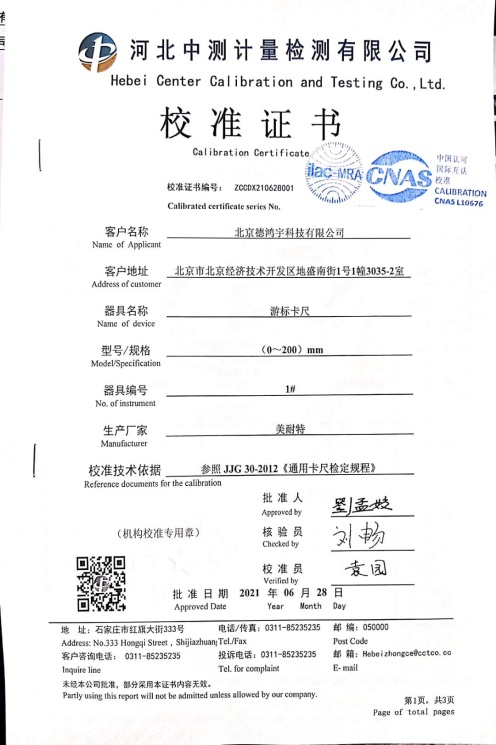 河北中测计量检测有限公司
Hebei Center Calibration and Testing Co.,Ltd.
校准证书
Calibration Certificate
ilac-MRA
CNAS
中国认可
国际互认
校准
CALIBRATION
CNAS L10676
校准证书编号： ZCCDX210628001
Calibrated certificate series No.
客户名称 北京德鸿宇科技有限公司
Name of Applicant
客户地址 北京市北京经济技术开发区地盛南街1号1幢3035-2室
Address of customer
器具名称 游标卡尺
Name of device
型号/规格 （0～200）mm
Model/Specification
器具编号 1#
No. of instrument
生产厂家 美耐特
Manufacturer
校准技术依据 参照 JJG 30-2012《通用卡尺检定规程》
Reference documents for the calibration
批 准 人
Approved by
（机构校准专用章）
核 验 员 刘畅
Checked by
校 准 员 袁园
Verified by
批 准 日 期 2021 年 06 月 28 日
Approved Date Year Month Day
地 址：石家庄市红旗大街333号 电话/传真：0311-85235235 邮 编：050000
Address: No.333 Hongqi Street，Shijiazhuang Tel./Fax Post Code
客户咨询电话： 0311-85235235 投诉电话：0311-85235235 邮 箱：Hebeizhongce@cctco.cc
Inquire line Tel. for complaint E- mail
未经本公司批准，部分采用本证书内容无效。
Partly using this report will not be admitted unless allowed by our company.
第1页，共3页
Page of total pages